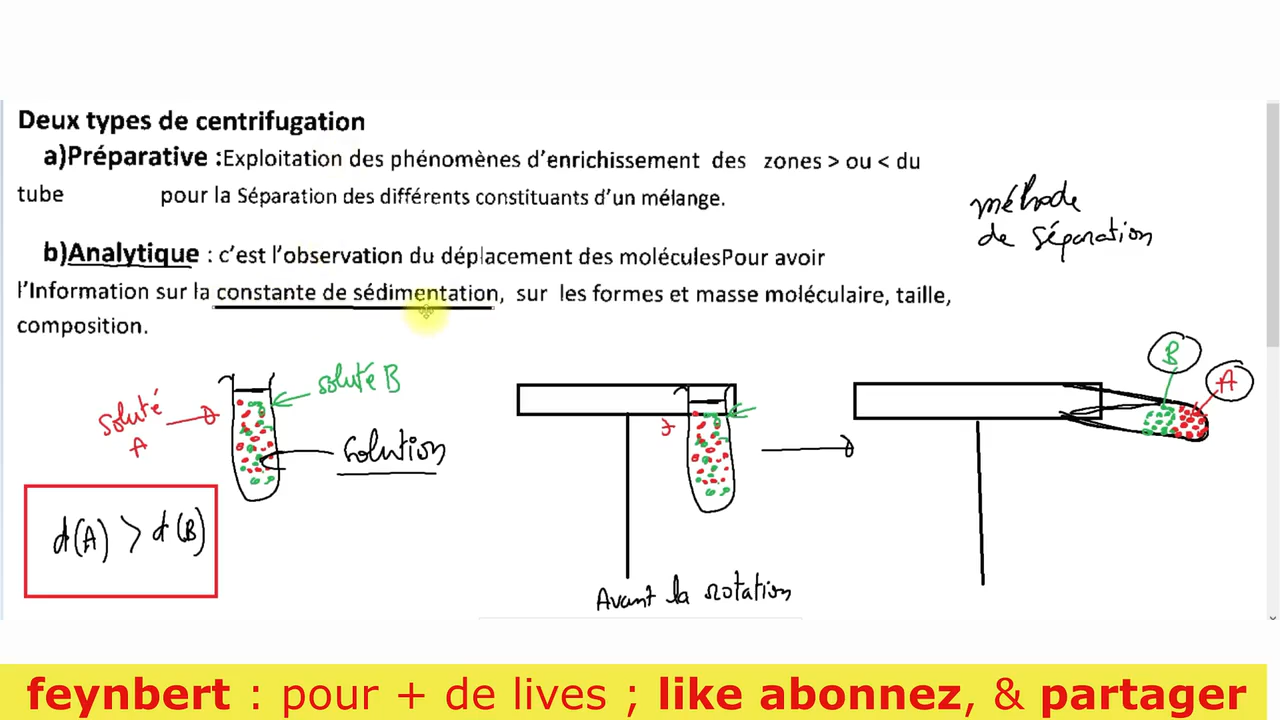 Deux types de centrifugation
a)Préparative :Exploitation des phénomènes d'enrichissement des zones > ou < du
tube pour la Séparation des différents constituants d'un mélange.
méthode
de séparation
b)Analytique : c'est l'observation du déplacement des moléculesPour avoir
l'Information sur la constante de sédimentation, sur les formes et masse moléculaire, taille,
composition.
soluté
A
soluté B
solution
d(A) > d(B)
Avant la rotation
B
A
feynbert : pour + de lives ; like abonnez, & partager